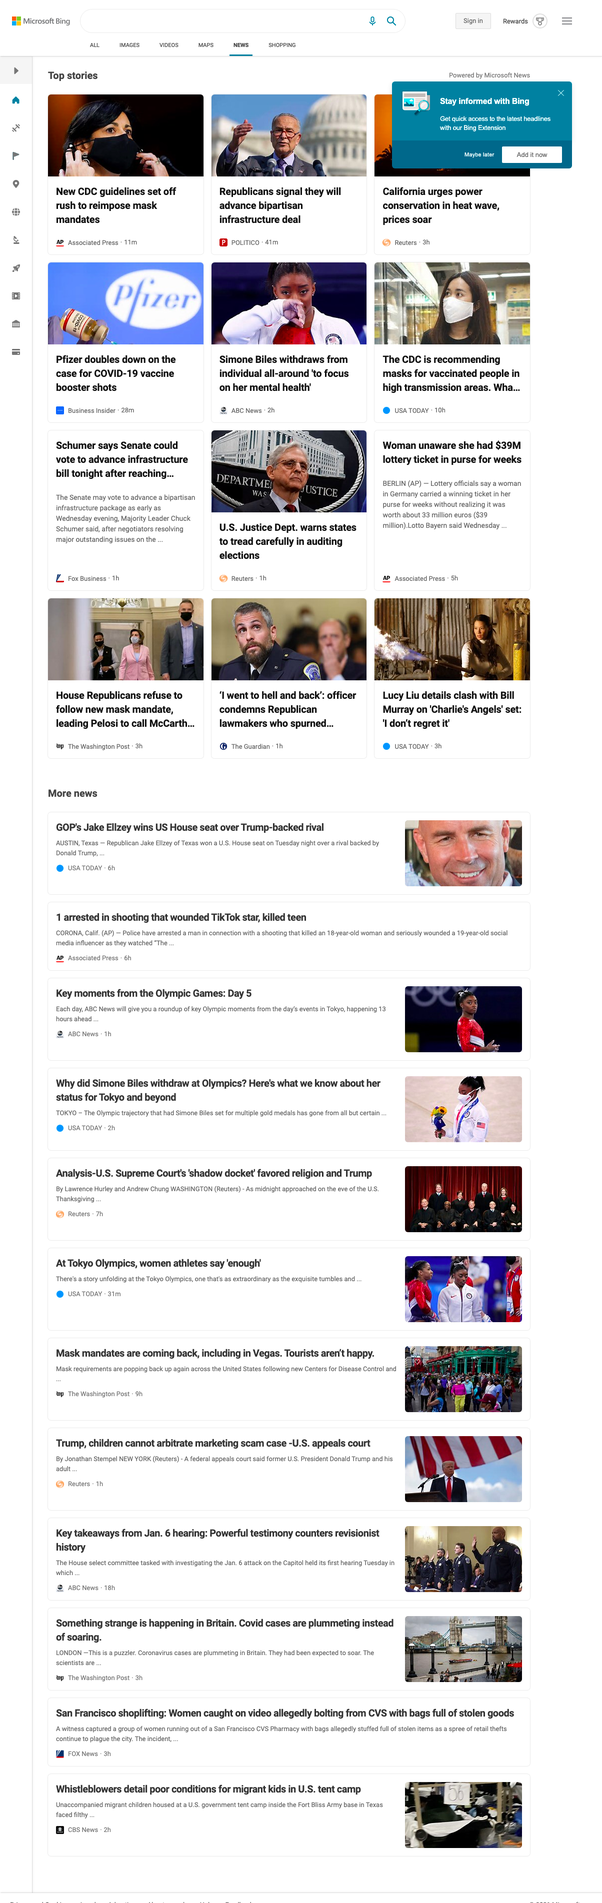 Microsoft Bing
Sign in
Rewards
ALL
IMAGES
VIDEOS
MAPS
NEWS
SHOPPING
Top stories
Powered by Microsoft News
Stay informed with Bing
Get quick access to the latest headlines
with our Bing Extension
Maybe later
Add it now
New CDC guidelines set off
rush to reimpose mask
mandates
AP Associated Press · 11m
Republicans signal they will
advance bipartisan
infrastructure deal
P POLITICO · 41m
California urges power
conservation in heat wave,
prices soar
Reuters · 3h
Pfizer
Pfizer doubles down on the
case for COVID-19 vaccine
booster shots
Business Insider · 28m
Simone Biles withdraws from
individual all-around 'to focus
on her mental health'
ABC News · 2h
The CDC is recommending
masks for vaccinated people in
high transmission areas. Wha...
USA TODAY · 10h
Schumer says Senate could
vote to advance infrastructure
bill tonight after reaching...
The Senate may vote to advance a bipartisan
infrastructure package as early as
Wednesday evening, Majority Leader Chuck
Schumer said, after negotiators resolving
major outstanding issues on the ...
Fox Business · 1h
U.S. Justice Dept. warns states
to tread carefully in auditing
elections
Reuters · 1h
Woman unaware she had $39M
lottery ticket in purse for weeks
BERLIN (AP) — Lottery officials say a woman
in Germany carried a winning ticket in her
purse for weeks without realizing it was
worth about 33 million euros ($39
million).Lotto Bayern said Wednesday ...
AP Associated Press · 5h
House Republicans refuse to
follow new mask mandate,
leading Pelosi to call McCarth...
wp The Washington Post · 3h
'I went to hell and back': officer
condemns Republican
lawmakers who spurned...
The Guardian · 1h
Lucy Liu details clash with Bill
Murray on 'Charlie's Angels' set:
'I don't regret it'
USA TODAY · 3h
More news
GOP's Jake Ellzey wins US House seat over Trump-backed rival
AUSTIN, Texas — Republican Jake Ellzey of Texas won a U.S. House seat on Tuesday night over a rival backed by
Donald Trump, ...
USA TODAY · 6h
1 arrested in shooting that wounded TikTok star, killed teen
CORONA, Calif. (AP) — Police have arrested a man in connection with a shooting that killed an 18-year-old woman and seriously wounded a 19-year-old social
media influencer as they watched "The ...
AP Associated Press · 6h
Key moments from the Olympic Games: Day 5
Each day, ABC News will give you a roundup of key Olympic moments from the day's events in Tokyo, happening 13
hours ahead ...
ABC News · 1h
Why did Simone Biles withdraw at Olympics? Here's what we know about her
status for Tokyo and beyond
TOKYO – The Olympic trajectory that had Simone Biles set for multiple gold medals has gone from all but certain ...
USA TODAY · 2h
Analysis-U.S. Supreme Court's 'shadow docket' favored religion and Trump
By Lawrence Hurley and Andrew Chung WASHINGTON (Reuters) - As midnight approached on the eve of the U.S.
Thanksgiving ...
Reuters · 7h
At Tokyo Olympics, women athletes say 'enough'
There's a story unfolding at the Tokyo Olympics, one that's as extraordinary as the exquisite tumbles and ...
USA TODAY · 31m
Mask mandates are coming back, including in Vegas. Tourists aren't happy.
Mask requirements are popping back up again across the United States following new Centers for Disease Control and
...
wp The Washington Post · 9h
Trump, children cannot arbitrate marketing scam case -U.S. appeals court
By Jonathan Stempel NEW YORK (Reuters) - A federal appeals court said former U.S. President Donald Trump and his
adult ...
Reuters · 1h
Key takeaways from Jan. 6 hearing: Powerful testimony counters revisionist
history
The House select committee tasked with investigating the Jan. 6 attack on the Capitol held its first hearing Tuesday in
which ...
ABC News · 18h
Something strange is happening in Britain. Covid cases are plummeting instead
of soaring.
LONDON —This is a puzzler. Coronavirus cases are plummeting in Britain. They had been expected to soar. The
scientists are ...
wp The Washington Post · 3h
San Francisco shoplifting: Women caught on video allegedly bolting from CVS with bags full of stolen goods
A witness captured a group of women running out of a San Francisco CVS Pharmacy with bags allegedly stuffed full of stolen items as a spree of retail thefts
continue to plague the city. The incident, ...
FOX News · 3h
Whistleblowers detail poor conditions for migrant kids in U.S. tent camp
Unaccompanied migrant children housed at a U.S. government tent camp inside the Fort Bliss Army base in Texas
faced filthy ...
CBS News · 2h